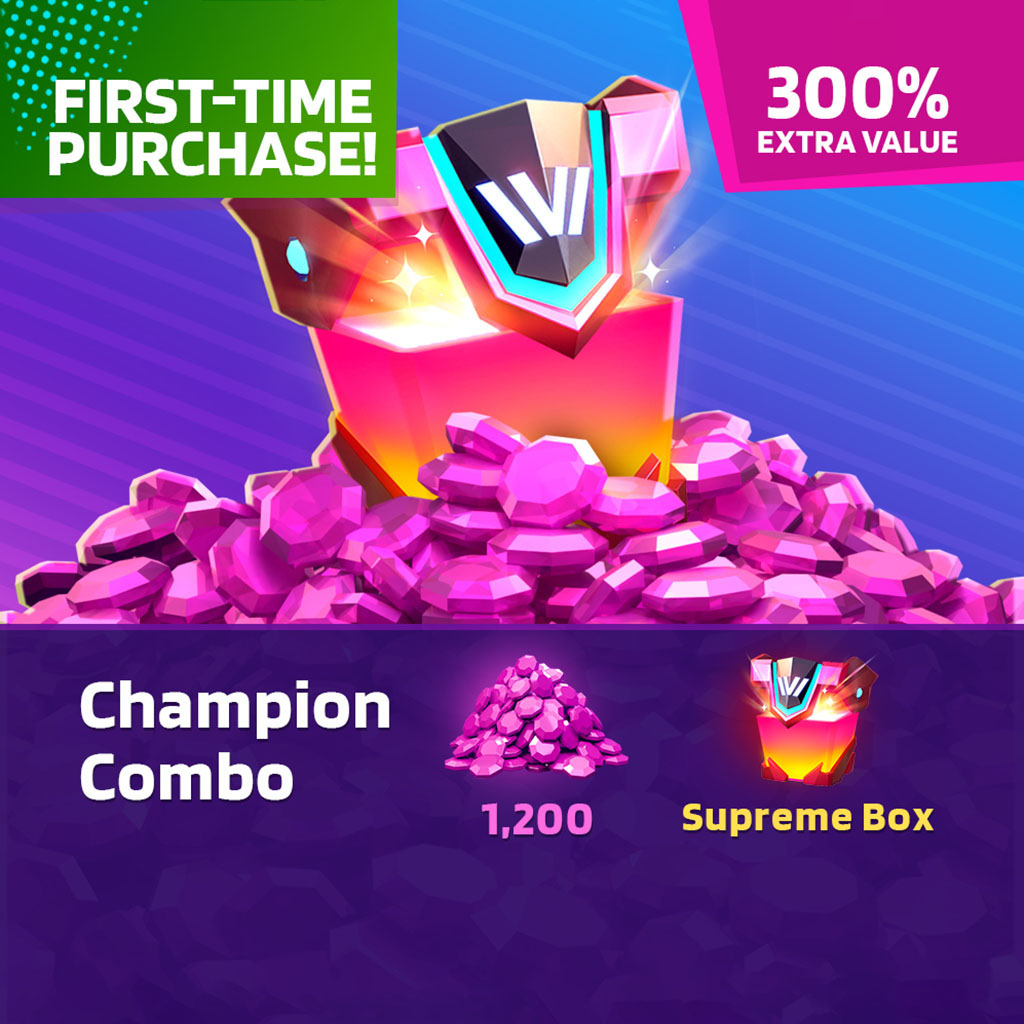 FIRST-TIME
PURCHASE!
300%
EXTRA VALUE
Champion
Combo
1,200
Supreme Box